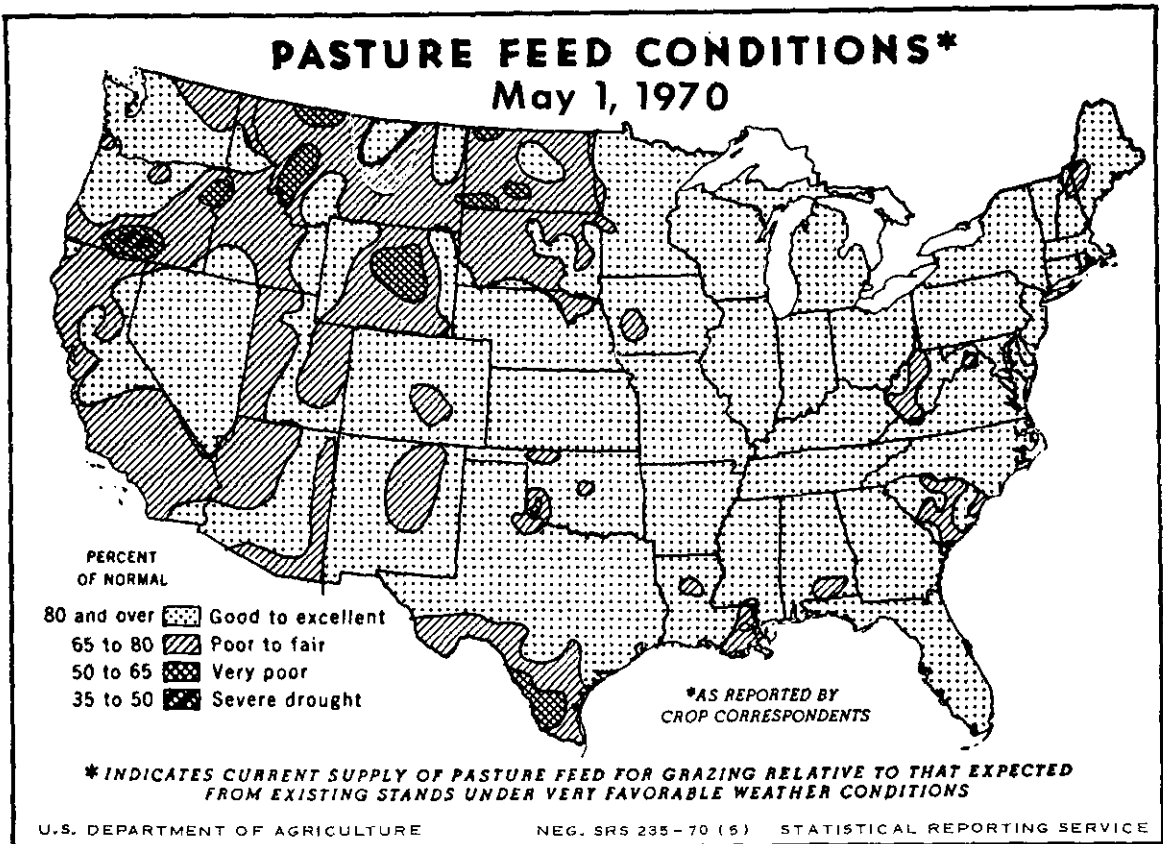 PASTURE FEED CONDITIONS*
May 1, 1970
PERCENT
OF NORMAL
80 and over Good to excellent
65 to 80 Poor to fair
50 to 65 Very poor
35 to 50 Severe drought
*AS REPORTED BY
CROP CORRESPONDENTS
* INDICATES CURRENT SUPPLY OF PASTURE FEED FOR GRAZING RELATIVE TO THAT EXPECTED
FROM EXISTING STANDS UNDER VERY FAVORABLE WEATHER CONDITIONS
U.S. DEPARTMENT OF AGRICULTURE NEG. SRS 235-70 (5) STATISTICAL REPORTING SERVICE